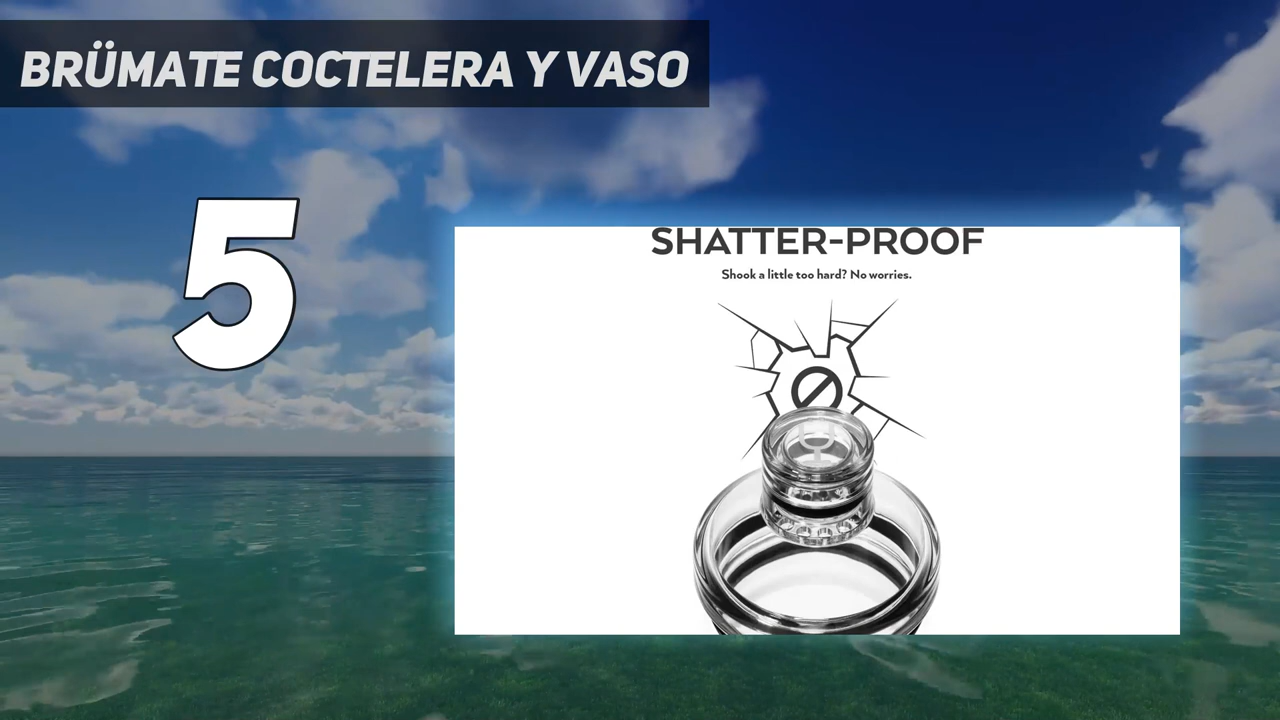 BRÜMATE COCTELERA Y VASO
5
SHATTER-PROOF
Shook a little too hard? No worries.